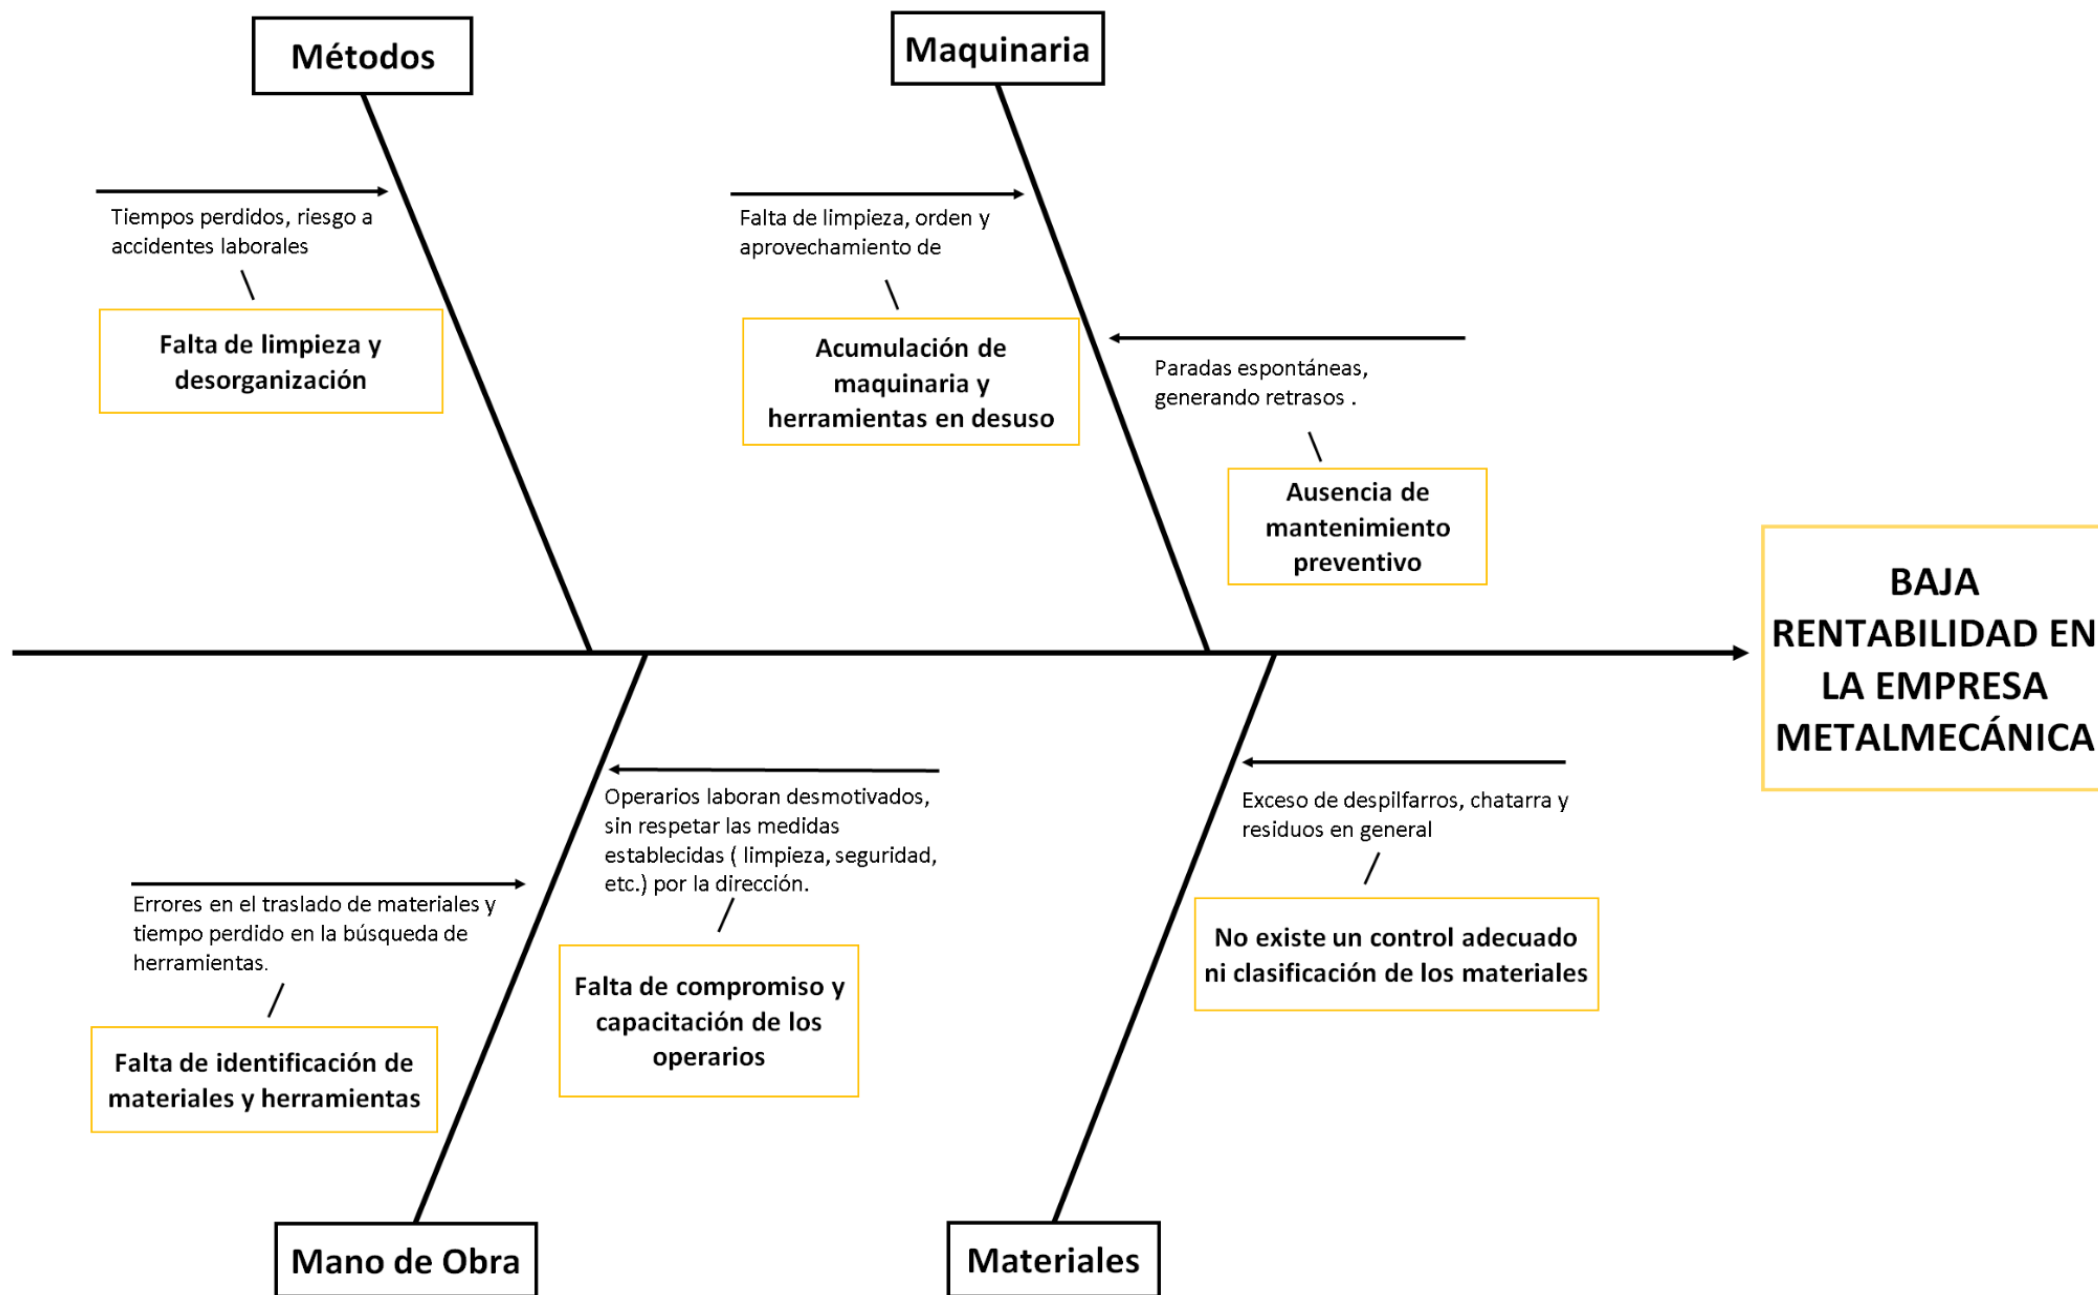 Métodos
Maquinaria
Tiempos perdidos, riesgo a
accidentes laborales
Falta de limpieza y
desorganización
Falta de limpieza, orden y
aprovechamiento de
Acumulación de
maquinaria y
herramientas en desuso
Paradas espontáneas,
generando retrasos .
Ausencia de
mantenimiento
preventivo
BAJA
RENTABILIDAD EN
LA EMPRESA
METALMECÁNICA
Errores en el traslado de materiales y
tiempo perdido en la búsqueda de
herramientas.
Falta de identificación de
materiales y herramientas
Operarios laboran desmotivados,
sin respetar las medidas
establecidas ( limpieza, seguridad,
etc.) por la dirección.
Falta de compromiso y
capacitación de los
operarios
Exceso de despilfarros, chatarra y
residuos en general
No existe un control adecuado
ni clasificación de los materiales
Mano de Obra
Materiales